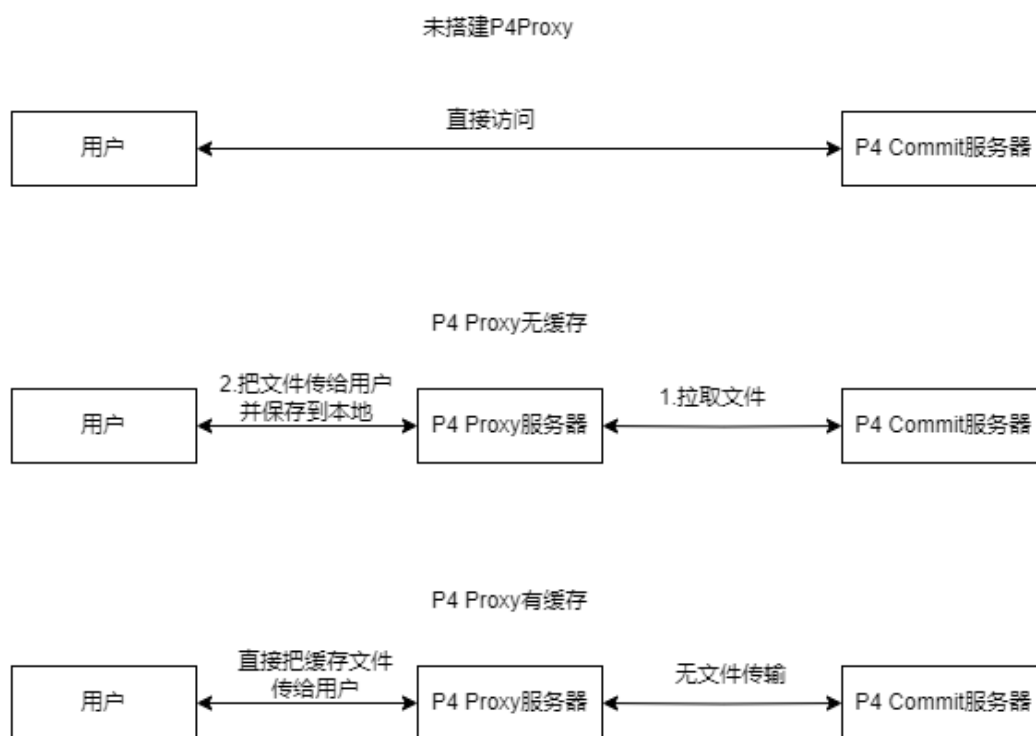 未搭建P4Proxy
直接访问
用户
P4 Commit服务器
P4 Proxy无缓存
2.把文件传给用户
并保存到本地
1.拉取文件
用户
P4 Proxy服务器
P4 Commit服务器
P4 Proxy有缓存
直接把缓存文件
传给用户
无文件传输
用户
P4 Proxy服务器
P4 Commit服务器